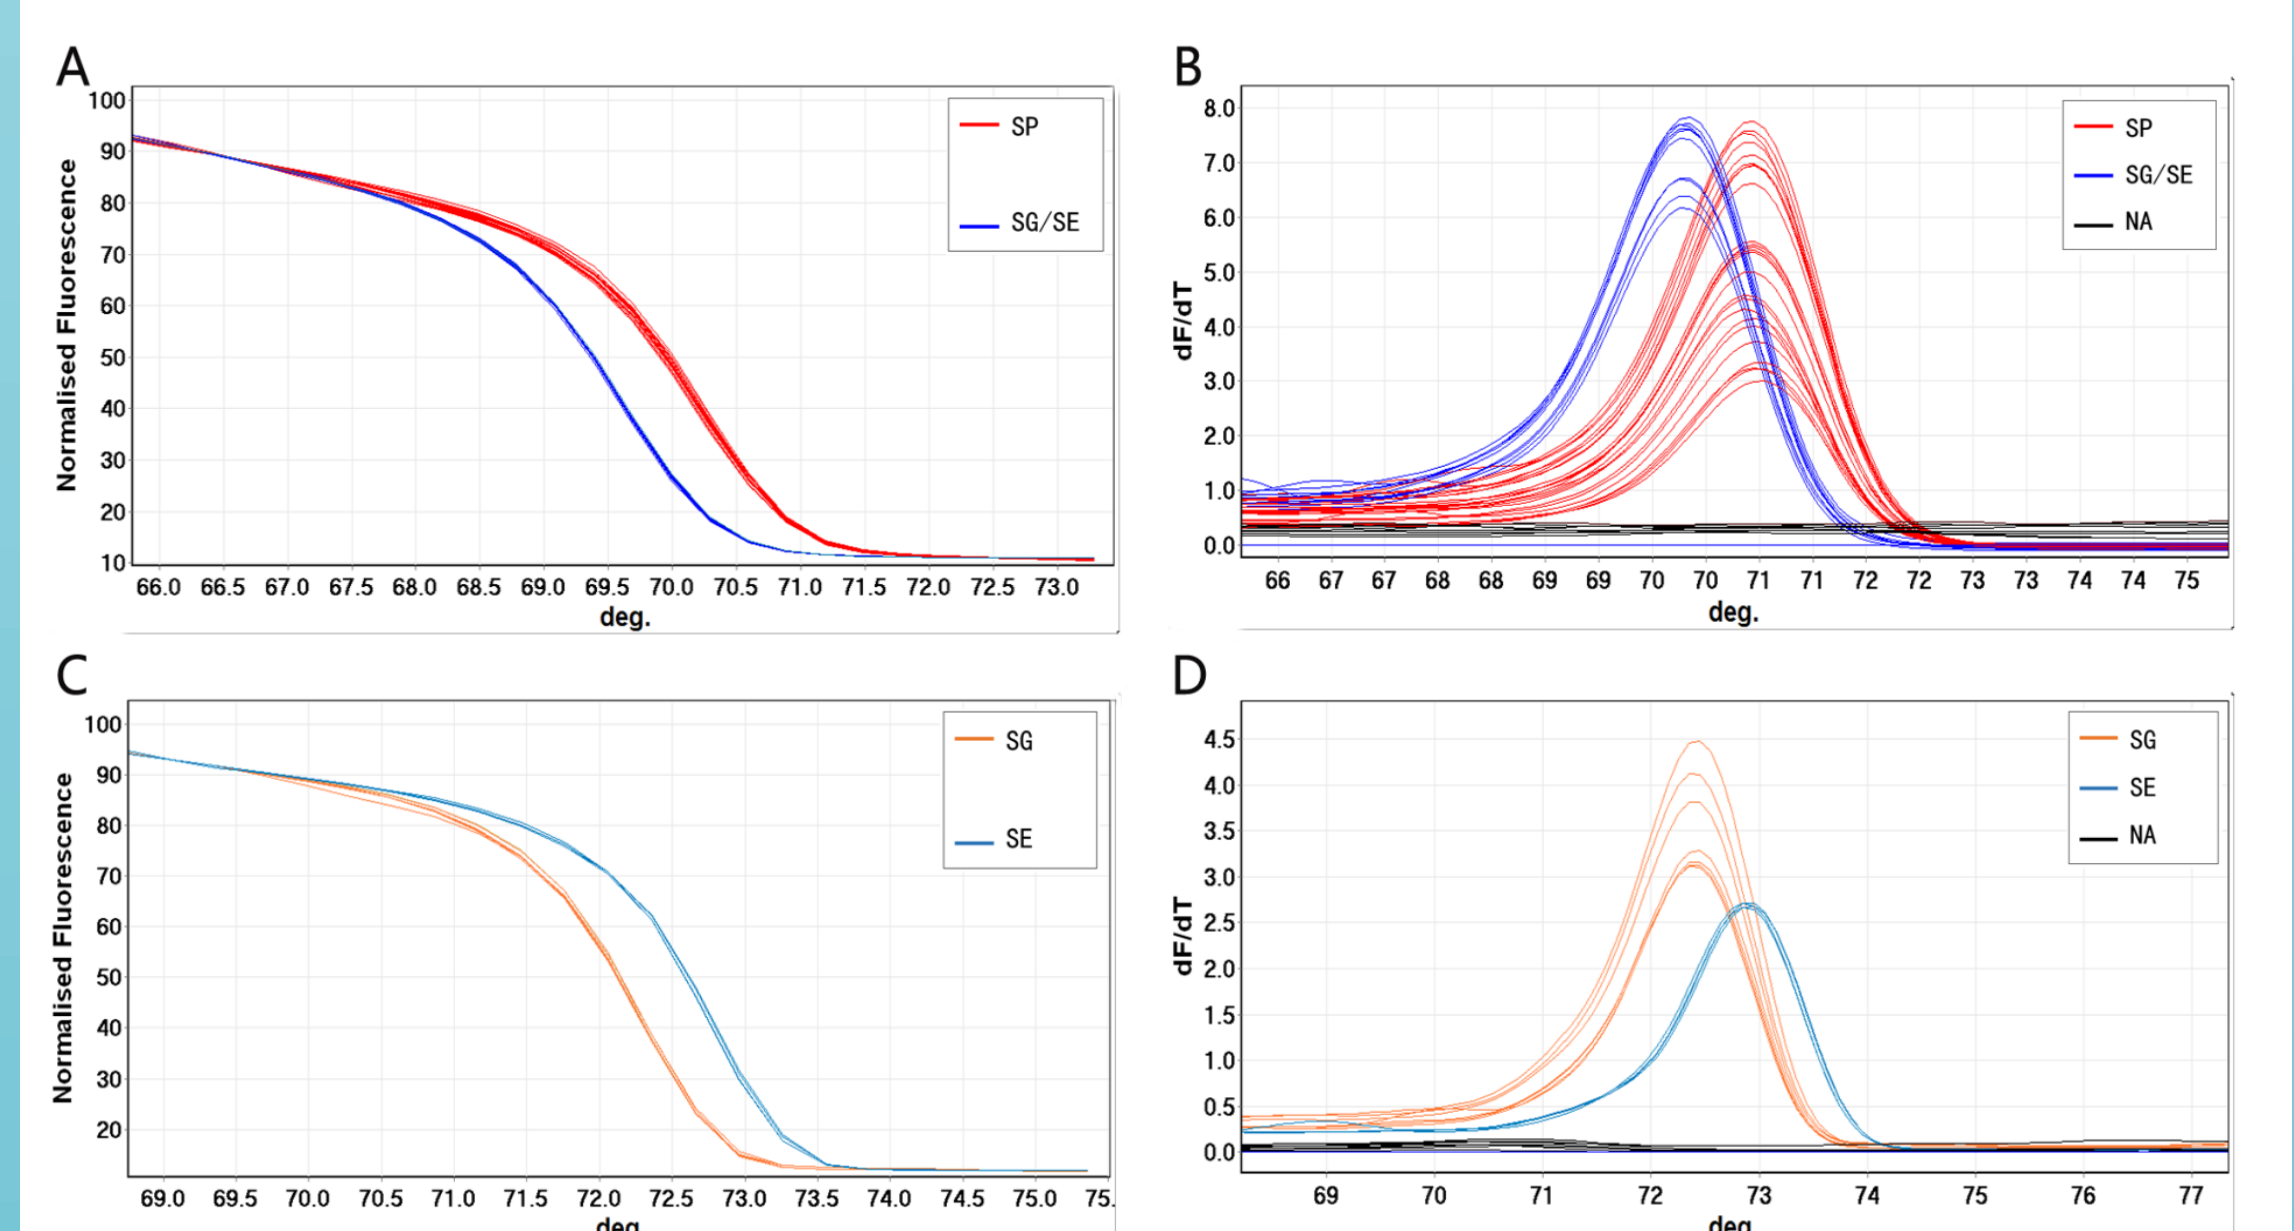 A
Normalised Fluorescence
100
90
80
70
60
50
40
30
20
10
SP
SG/SE
66.0 66.5 67.0 67.5 68.0 68.5 69.0 69.5 70.0 70.5 71.0 71.5 72.0 72.5 73.0
deg.
B
dF/dT
8.0
7.0
6.0
5.0
4.0
3.0
2.0
1.0
0.0
SP
SG/SE
NA
66 67 67 68 68 69 69 70 70 71 71 72 72 73 73 74 74 75
deg.
C
Normalised Fluorescence
100
90
80
70
60
50
40
30
20
SG
SE
69.0 69.5 70.0 70.5 71.0 71.5 72.0 72.5 73.0 73.5 74.0 74.5 75.0 75.
deg
D
dF/dT
4.5
4.0
3.5
3.0
2.5
2.0
1.5
1.0
0.5
0.0
SG
SE
NA
69 70 71 72 73 74 75 76 77
deg